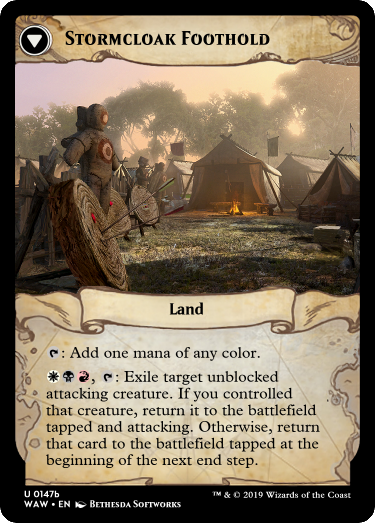 Stormcloak Foothold
Land
: Add one mana of any color.
, : Exile target unblocked
attacking creature. If you controlled
that creature, return it to the battlefield
tapped and attacking. Otherwise, return
that card to the battlefield tapped at the
beginning of the next end step.
U 0147b
WAW • EN Bethesda Softworks
™ & © 2019 Wizards of the Coast